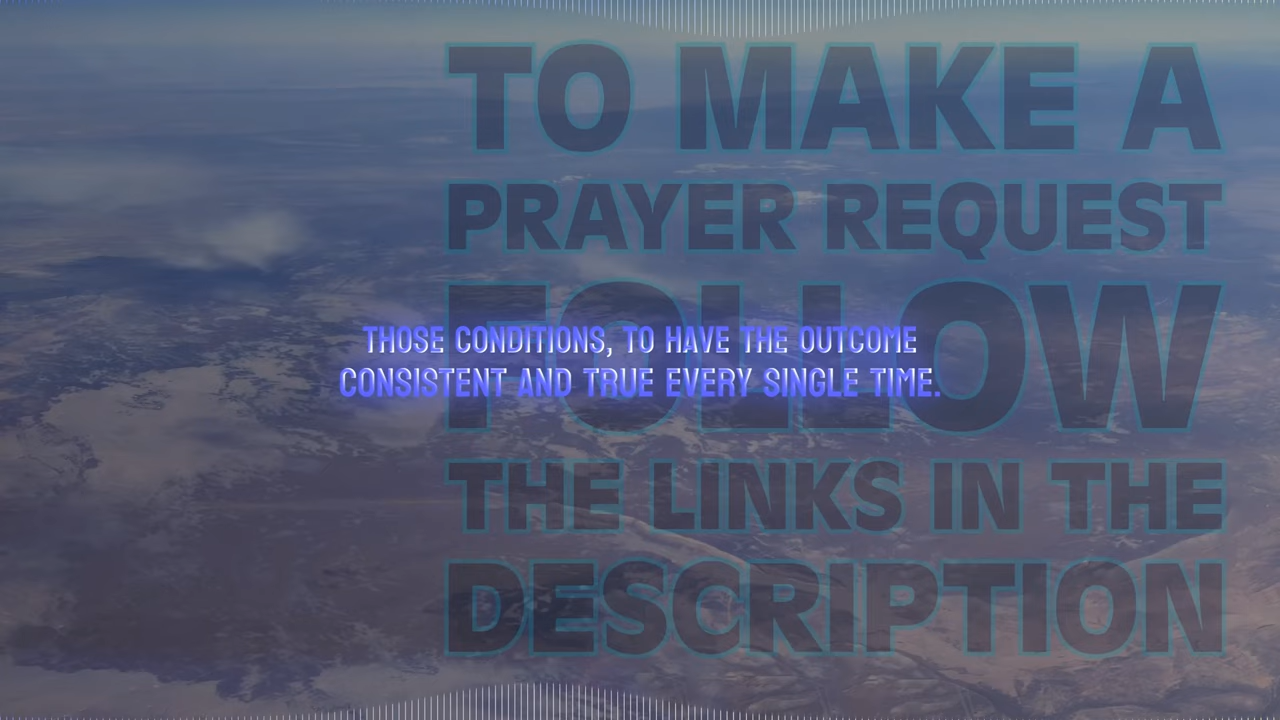 TO MAKE A
PRAYER REQUEST
FOLLOW
THOSE CONDITIONS, TO HAVE THE OUTCOME
CONSISTENT AND TRUE EVERY SINGLE TIME.
THE LINKS IN THE
DESCRIPTION